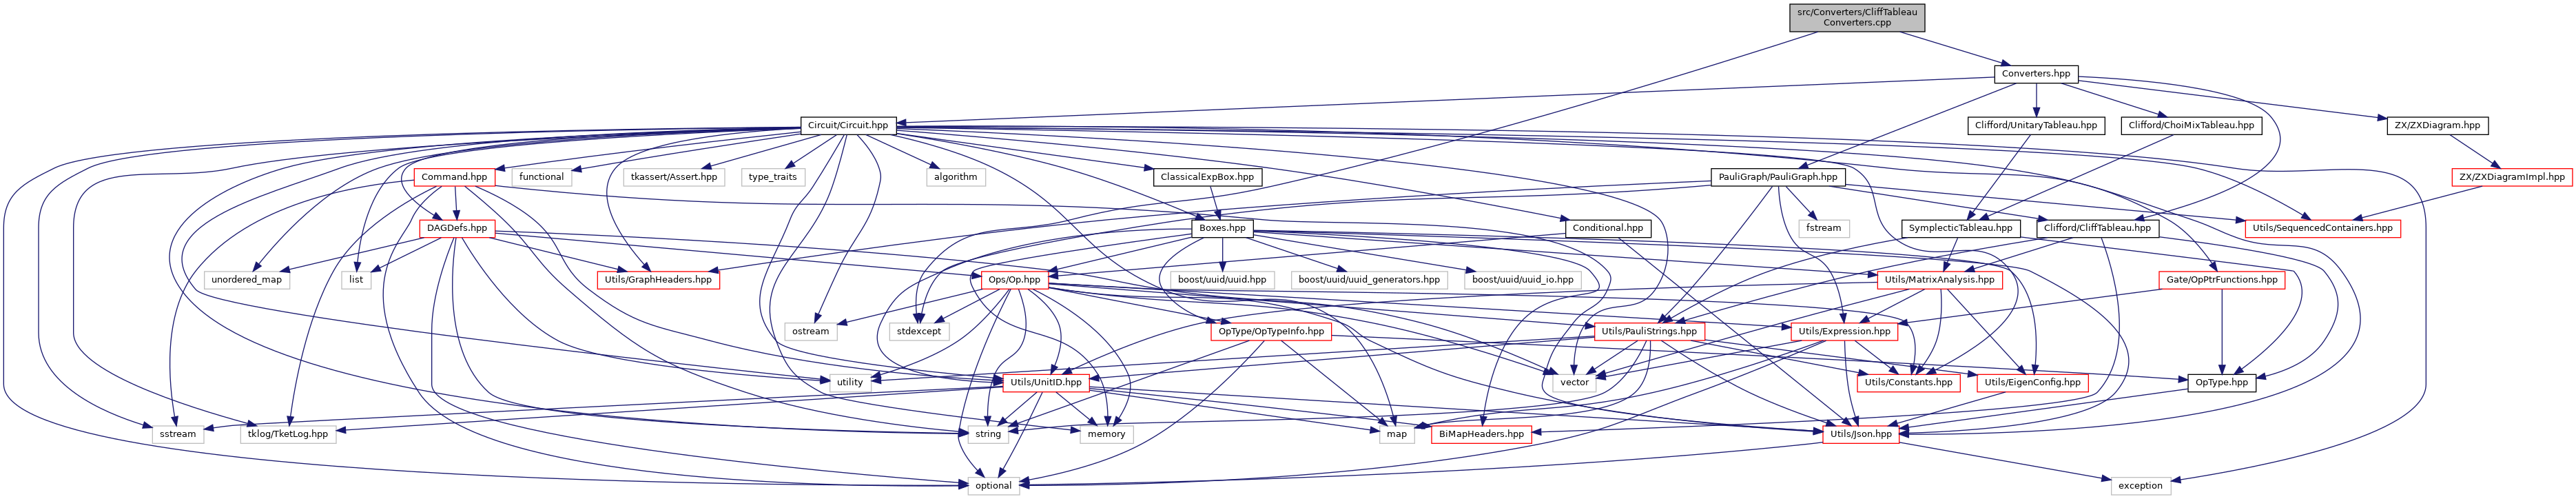 src/Converters/CliffTableau
Converters.cpp
Converters.hpp
Circuit/Circuit.hpp
Clifford/UnitaryTableau.hpp
Clifford/ChoiMixTableau.hpp
ZX/ZXDiagram.hpp
Command.hpp
functional
tkassert/Assert.hpp
type_traits
algorithm
ClassicalExpBox.hpp
PauliGraph/PauliGraph.hpp
ZX/ZXDiagramImpl.hpp
DAGDefs.hpp
Boxes.hpp
Conditional.hpp
fstream
SymplecticTableau.hpp
Clifford/CliffTableau.hpp
Utils/SequencedContainers.hpp
unordered_map
list
Utils/GraphHeaders.hpp
Ops/Op.hpp
boost/uuid/uuid.hpp
boost/uuid/uuid_generators.hpp
boost/uuid/uuid_io.hpp
Utils/MatrixAnalysis.hpp
Gate/OpPtrFunctions.hpp
ostream
stdexcept
OpType/OpTypeInfo.hpp
Utils/PauliStrings.hpp
Utils/Expression.hpp
utility
Utils/UnitID.hpp
vector
Utils/Constants.hpp
Utils/EigenConfig.hpp
OpType.hpp
sstream
tklog/TketLog.hpp
string
memory
map
BiMapHeaders.hpp
Utils/Json.hpp
optional
exception